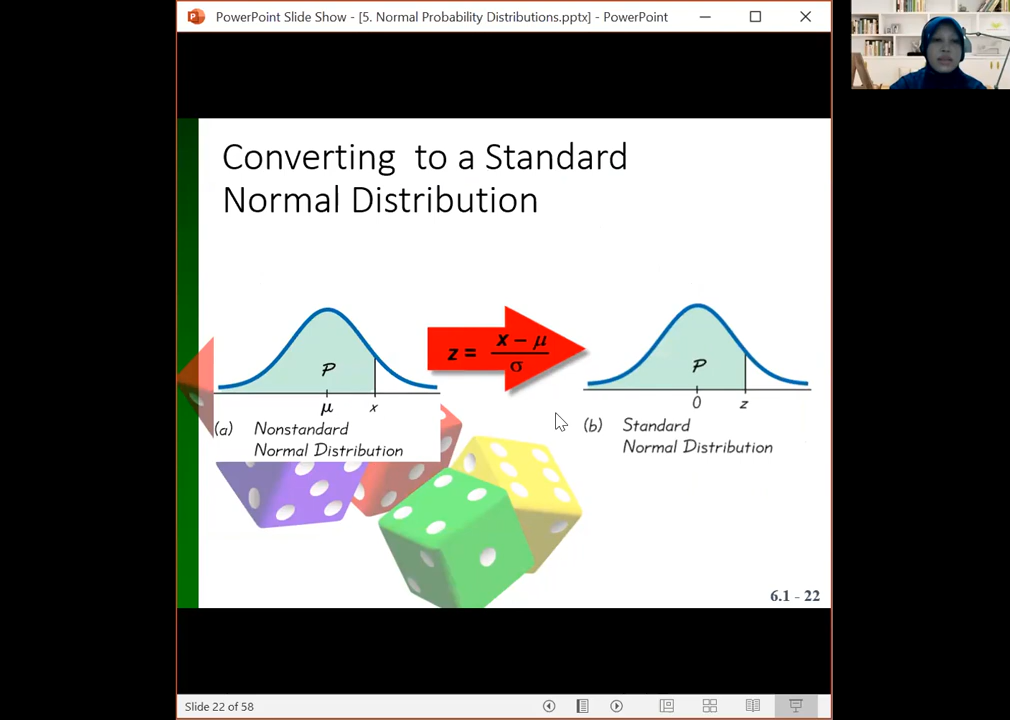 PowerPoint Slide Show - [5. Normal Probability Distributions.pptx] - PowerPoint
Converting to a Standard
Normal Distribution
P
μ x
(a) Nonstandard
Normal Distribution
z = x – μ
σ
P
0 z
(b) Standard
Normal Distribution
6.1 - 22
Slide 22 of 58